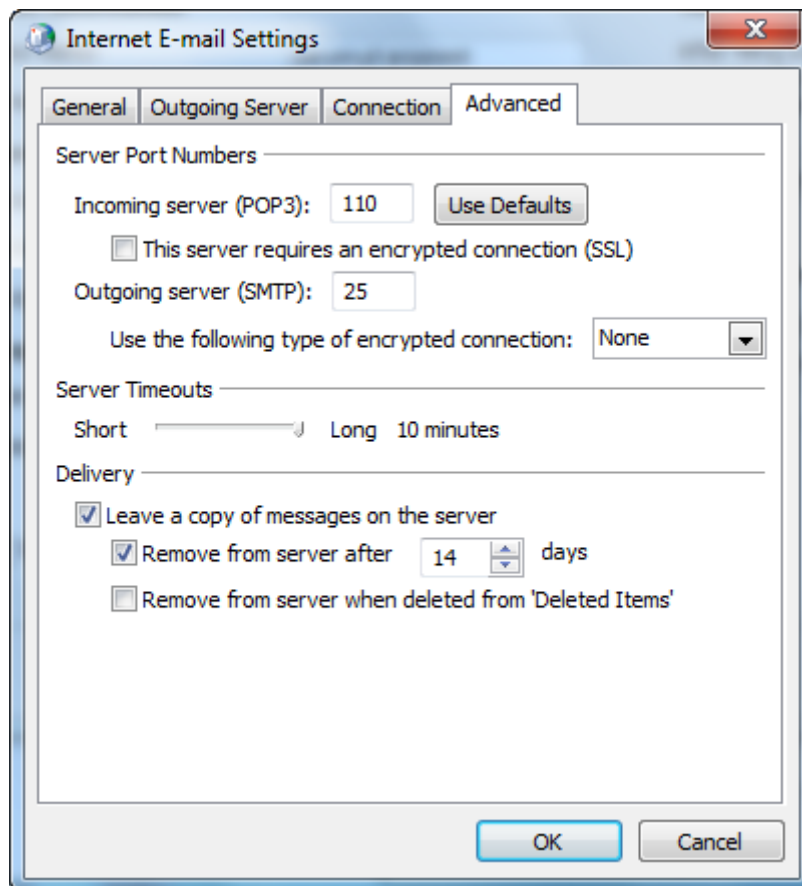 Internet E-mail Settings
General Outgoing Server Connection Advanced
Server Port Numbers
Incoming server (POP3): 110 Use Defaults
This server requires an encrypted connection (SSL)
Outgoing server (SMTP): 25
Use the following type of encrypted connection: None
Server Timeouts
Short Long 10 minutes
Delivery
Leave a copy of messages on the server
Remove from server after 14 days
Remove from server when deleted from 'Deleted Items'
OK Cancel